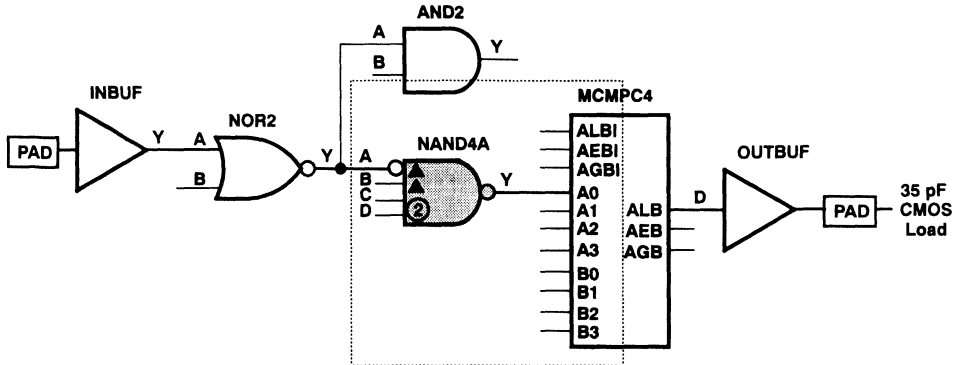 AND2
A
Y
B
INBUF
MCMPC4
NOR2
NAND4A
OUTBUF
PAD
Y
A
B
Y
A
B
C
D
2
Y
ALBI
AEBI
AGBI
A0
A1
A2
A3
B0
B1
B2
B3
ALB
AEB
AGB
D
PAD
35 pF
CMOS
Load